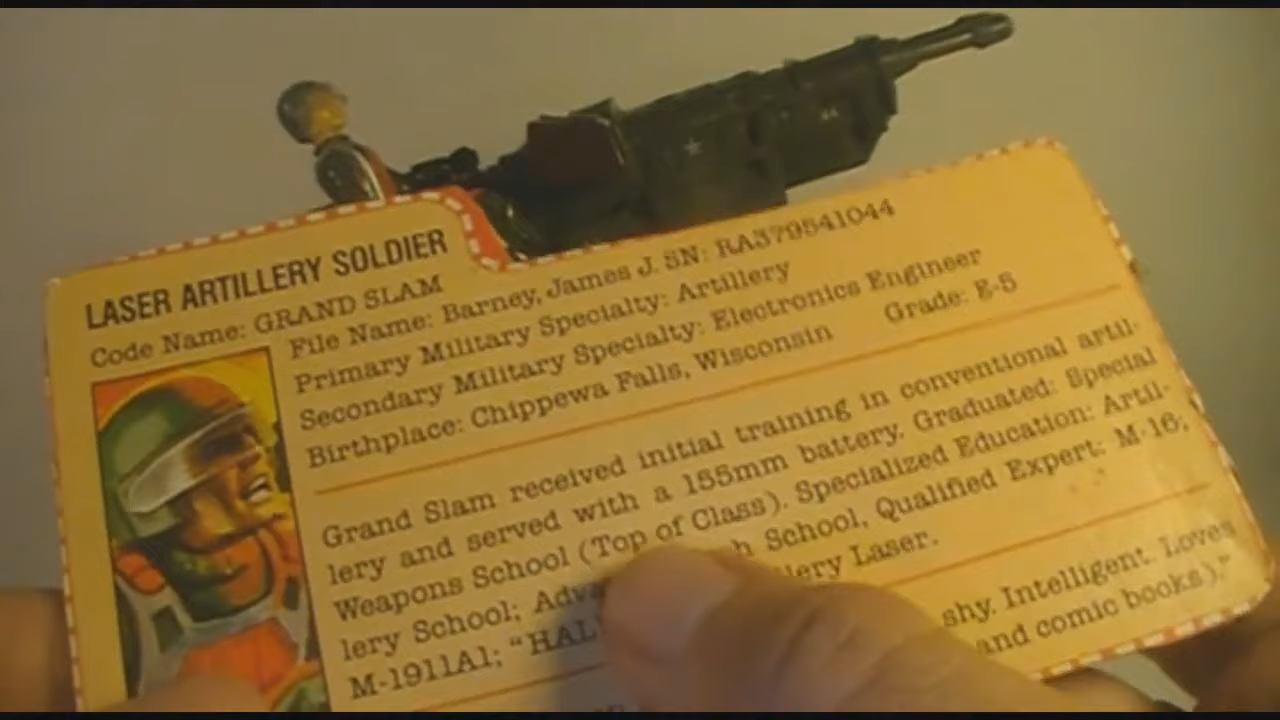 LASER ARTILLERY SOLDIER
Code Name: GRAND SLAM
File Name: Barney, James J. SN: RA379541044
Primary Military Specialty: Artillery
Secondary Military Specialty: Electronics Engineer
Birthplace: Chippewa Falls, Wisconsin Grade: E-5
Grand Slam received initial training in conventional artil-
lery and served with a 155mm battery. Graduated: Special
Weapons School (Top of Class). Specialized Education: Artil-
lery School; School, Qualified Expert: M-16;
M-1911A1; "HAL" Laser.
shy. Intelligent. Loves
and comic books)."